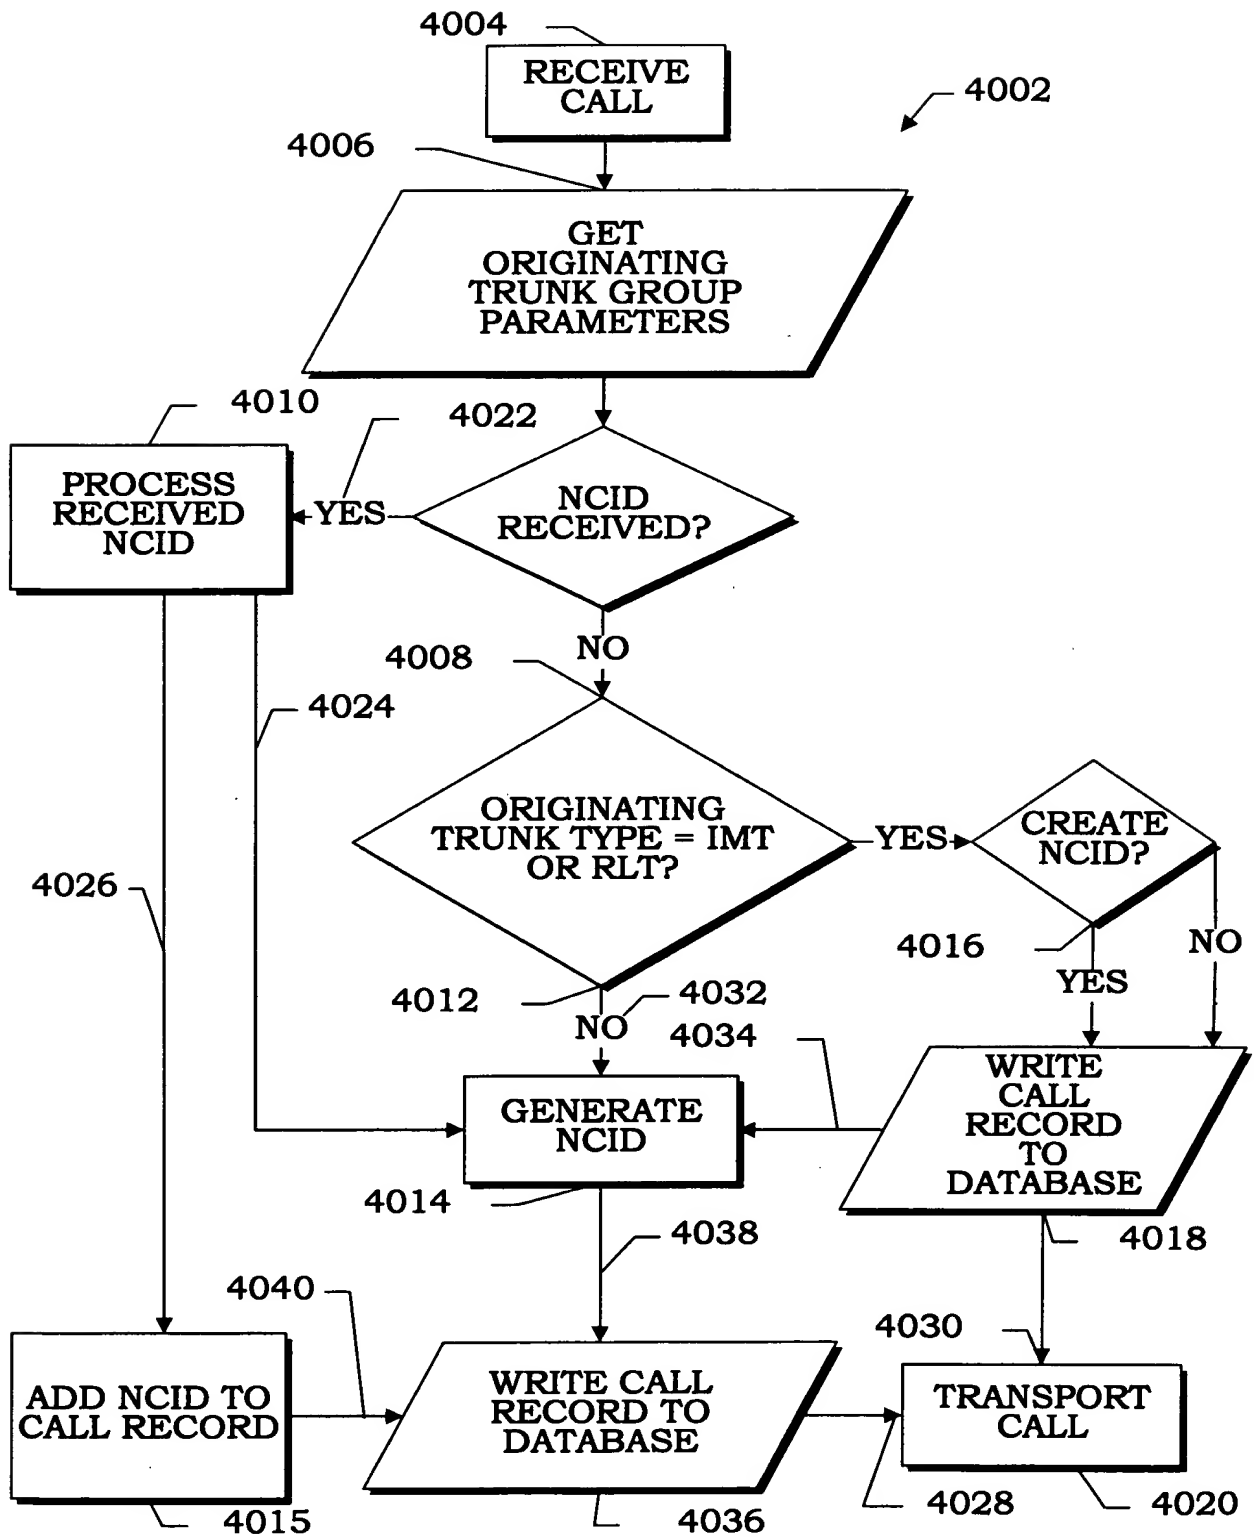 4004
RECEIVE
CALL
4002
4006
GET
ORIGINATING
TRUNK GROUP
PARAMETERS
4010
4022
PROCESS
RECEIVED
NCID
YES
NCID
RECEIVED?
NO
4008
4024
ORIGINATING
TRUNK TYPE = IMT
OR RLT?
YES
CREATE
NCID?
4026
4016
NO
YES
4012
4032
NO
4034
GENERATE
NCID
WRITE
CALL
RECORD
TO
DATABASE
4014
4038
4018
4040
4030
ADD NCID TO
CALL RECORD
WRITE CALL
RECORD TO
DATABASE
TRANSPORT
CALL
4015
4036
4028
4020